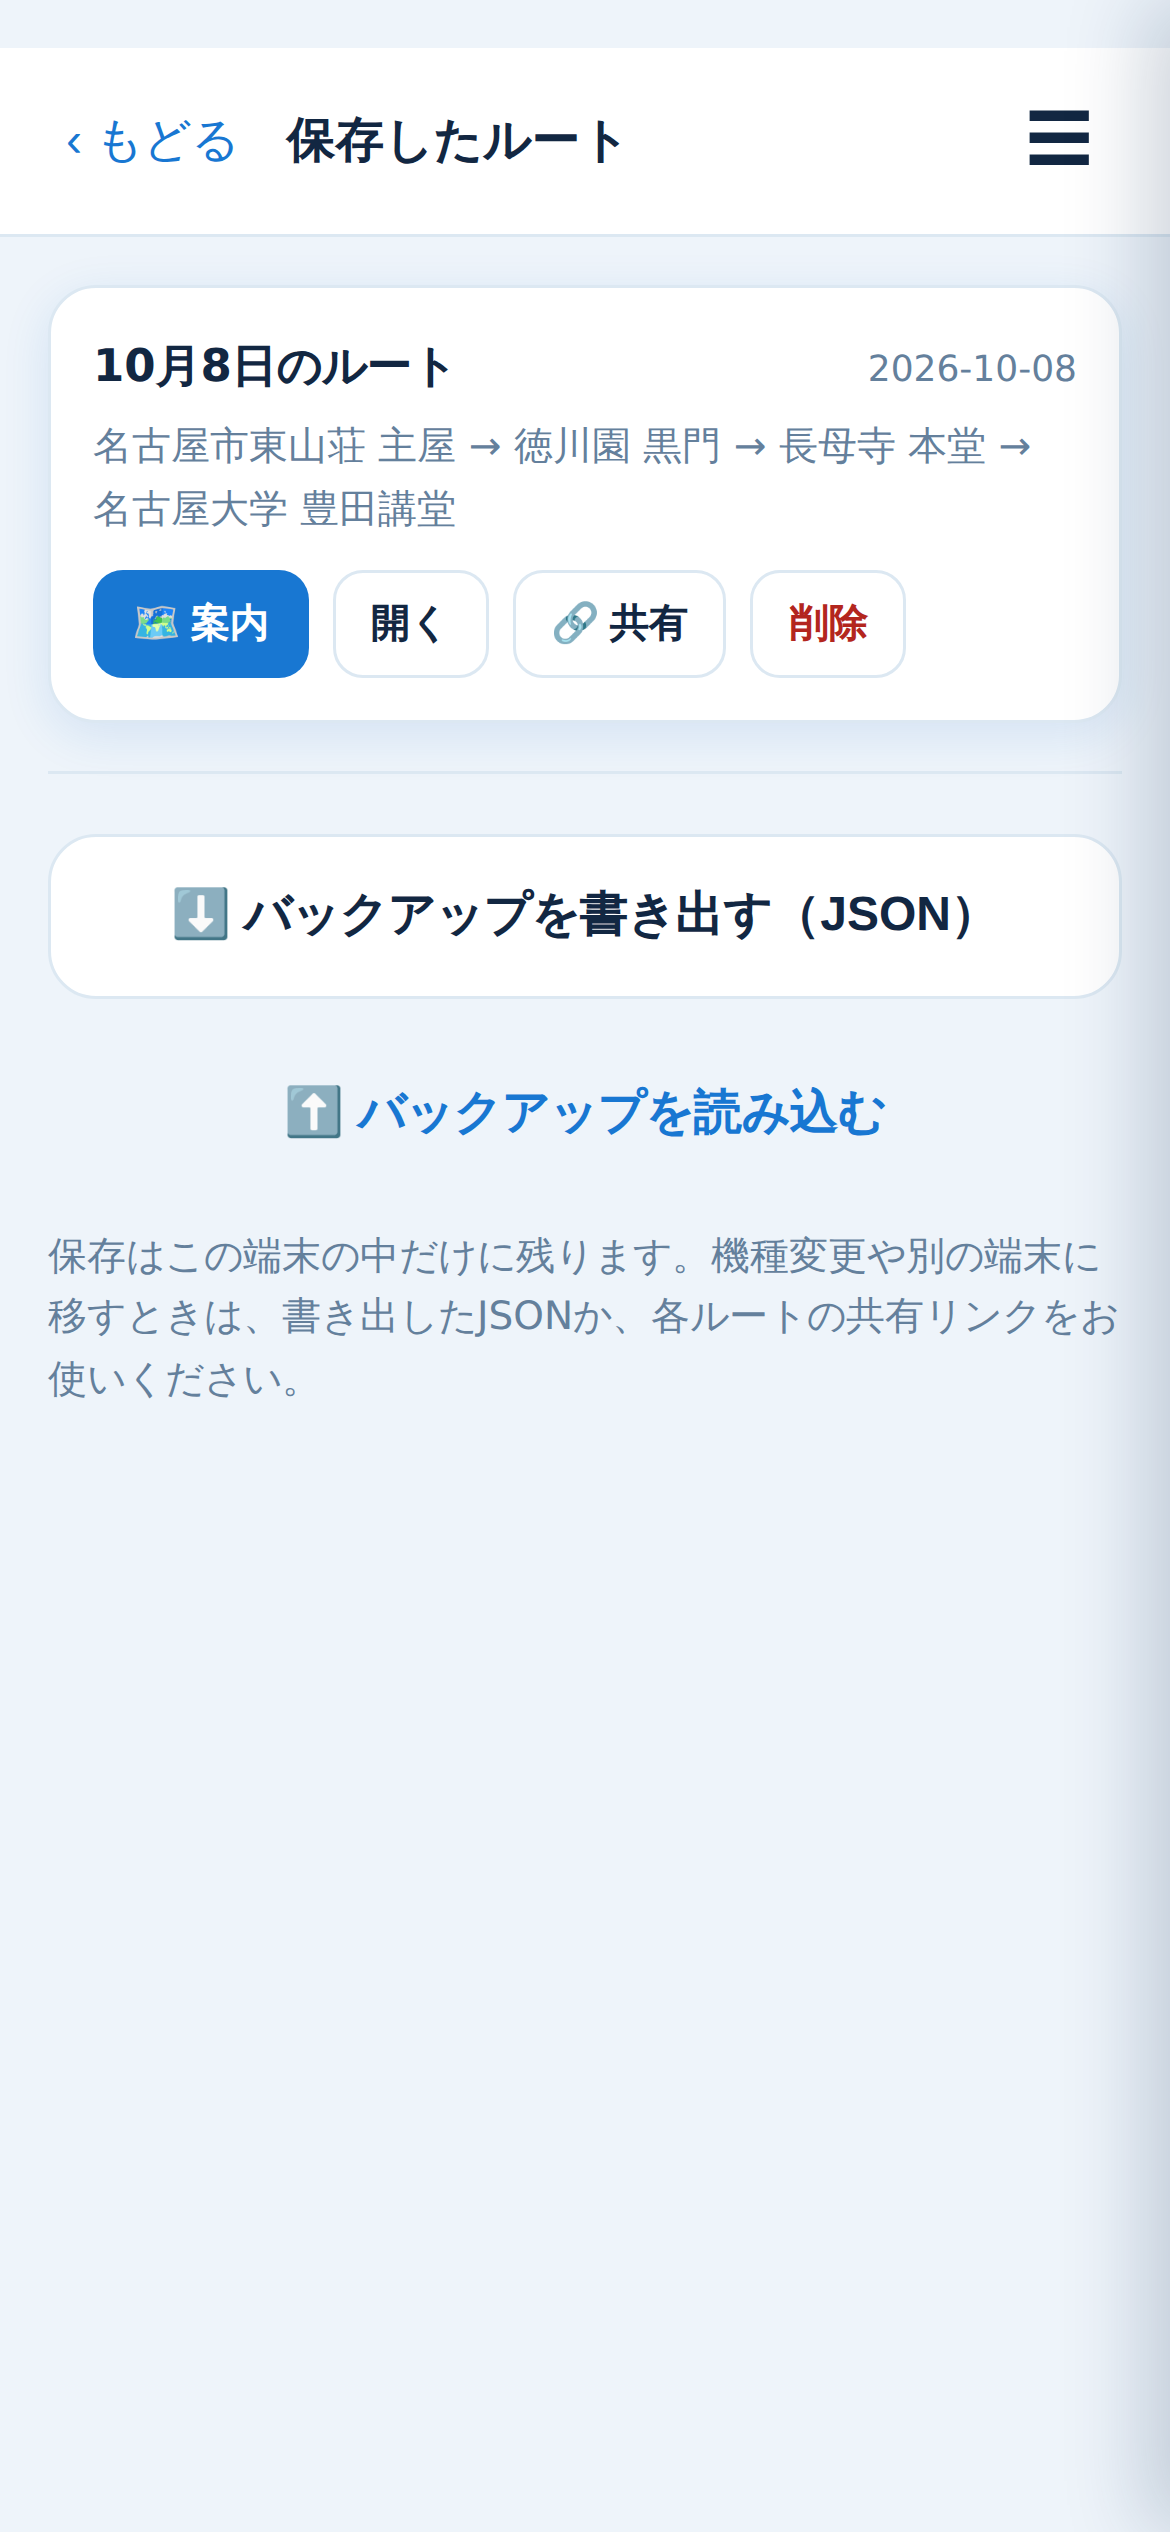 ‹ もどる 保存したルート ☰
10月8日のルート 2026-10-08
名古屋市東山荘 主屋 → 徳川園 黒門 → 長母寺 本堂 →
名古屋大学 豊田講堂
🗺️ 案内 開く 🔗 共有 削除
⬇️ バックアップを書き出す（JSON）
⬆️ バックアップを読み込む
保存はこの端末の中だけに残ります。機種変更や別の端末に
移すときは、書き出したJSONか、各ルートの共有リンクをお
使いください。